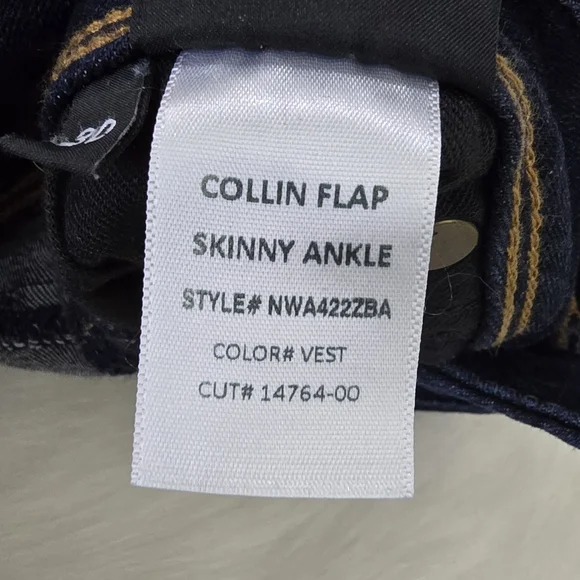 COLLIN FLAP
SKINNY ANKLE
STYLE# NWA422ZBA
COLOR# VEST
CUT# 14764-00